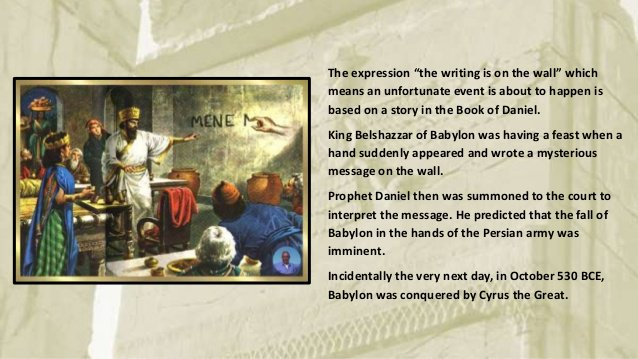 MENE M
The expression “the writing is on the wall” which
means an unfortunate event is about to happen is
based on a story in the Book of Daniel.
King Belshazzar of Babylon was having a feast when a
hand suddenly appeared and wrote a mysterious
message on the wall.
Prophet Daniel then was summoned to the court to
interpret the message. He predicted that the fall of
Babylon in the hands of the Persian army was
imminent.
Incidentally the very next day, in October 530 BCE,
Babylon was conquered by Cyrus the Great.